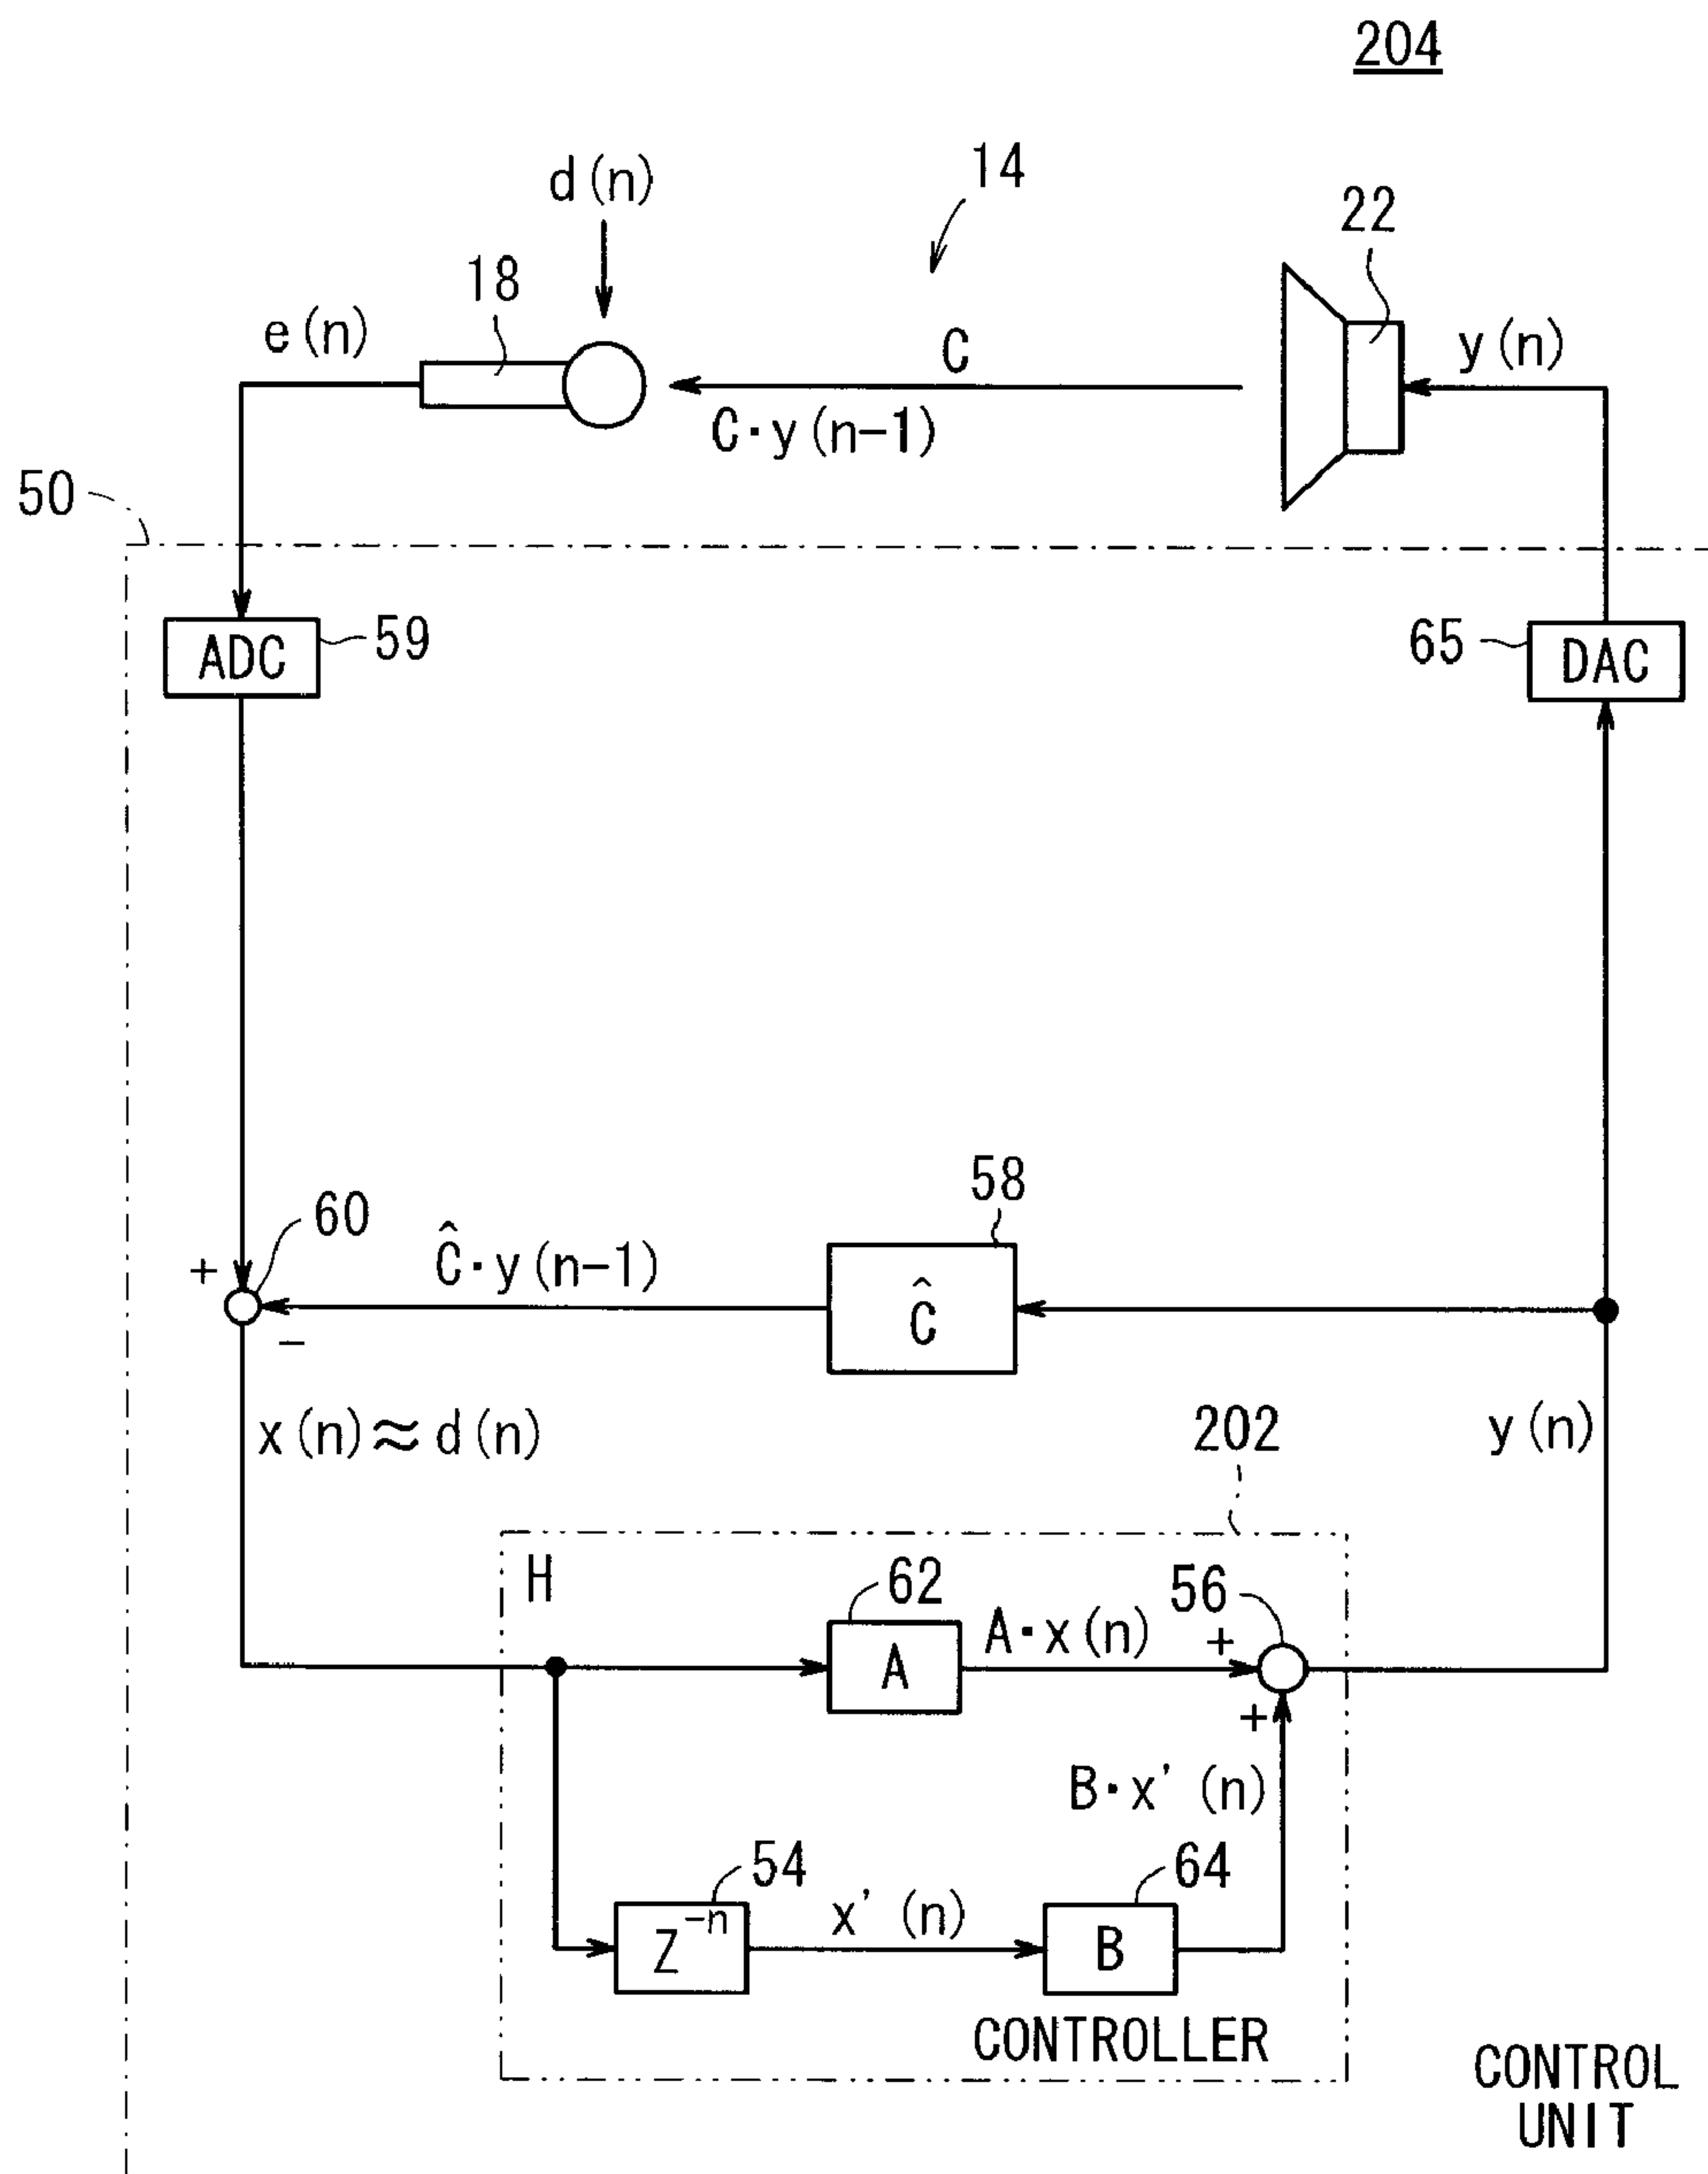 204
d(n)
14
22
18
e(n)
C
y(n)
C·y(n-1)
50
ADC
59
65
DAC
58
60
+
Ĉ·y(n-1)
Ĉ
−
x(n)≈d(n)
202
y(n)
H
62
56
A·x(n)
+
A
+
B·x'(n)
54
64
Z⁻ⁿ
x'(n)
B
CONTROLLER
CONTROL
UNIT